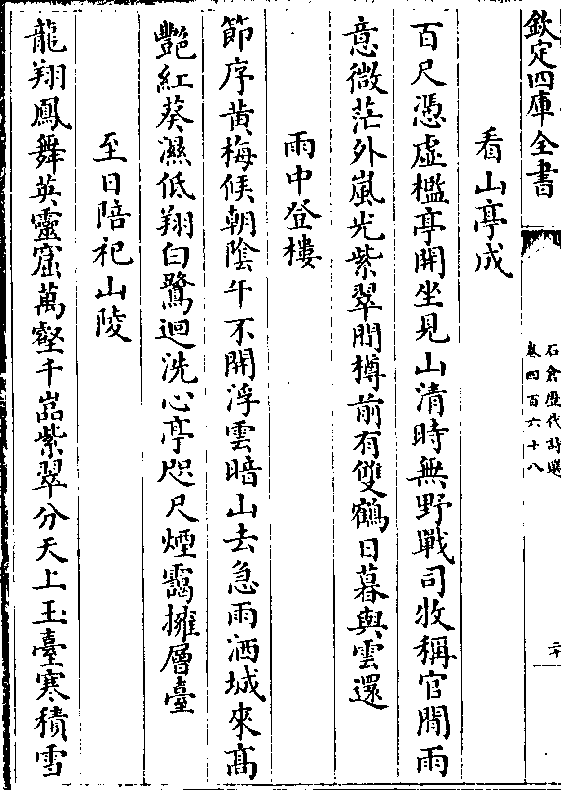 欽定四庫全書
石倉歷代詩選
卷四百六十八
二十
看山亭成
百尺憑虛檻亭開坐見山清時無野戰司牧稱官閒雨
意微茫外嵐光紫翠間樽前有雙鶴日暮與雲還
雨中登樓
節序黄梅候朝陰午不開浮雲暗山去急雨洒城來高
艷紅葵濕低翔白鷺迴洗心亭咫尺煙靄擁層臺
至日陪祀山陵
龍翔鳳舞英靈窟萬壑千嵓紫翠分天上玉臺寒積雪